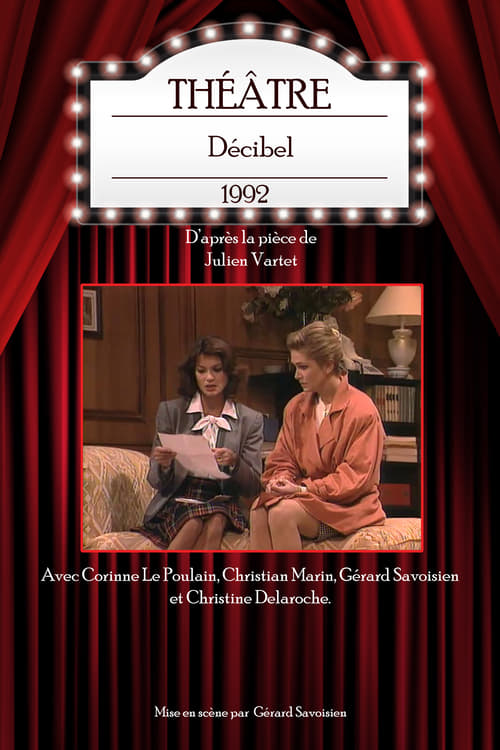 THÉÂTRE
Décibel
1992
D'après la pièce de
Julien Vartet
Avec Corinne Le Poulain, Christian Marin, Gérard Savoisien
et Christine Delaroche.
Mise en scène par Gérard Savoisien